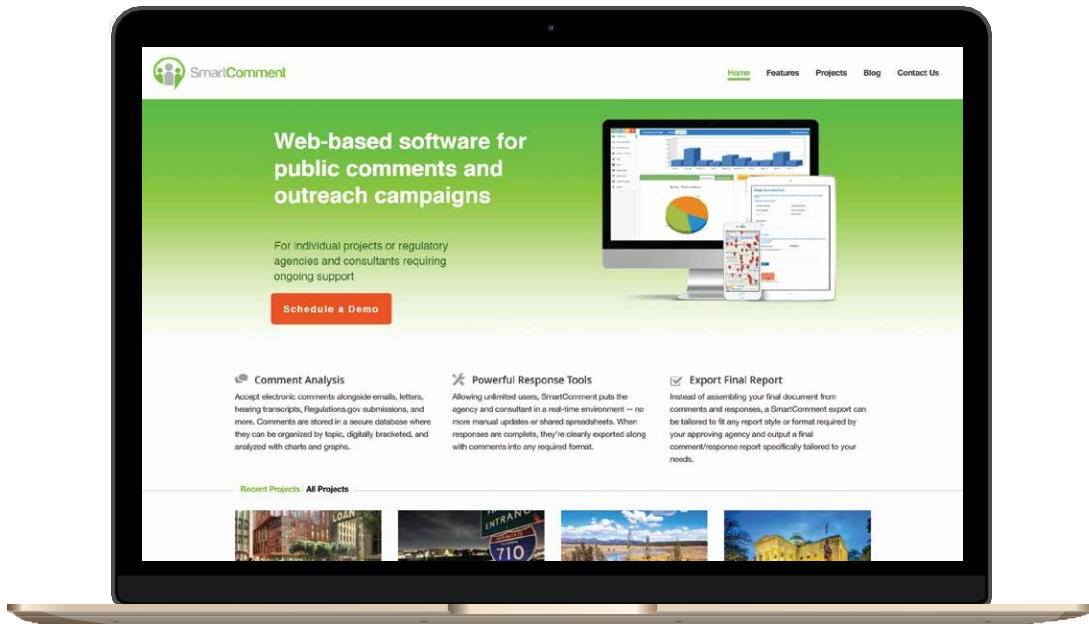 SmartComment
Home Features Projects Blog Contact Us
Web-based software for
public comments and
outreach campaigns
For individual projects or regulatory
agencies and consultants requiring
ongoing support
Schedule a Demo
Comment Analysis
Accept electronic comments alongside emails, letters,
hearing transcripts, Regulations.gov submissions, and
more. Comments are stored in a secure database where
they can be organized by topic, digitally bracketed, and
analyzed with charts and graphs.
Powerful Response Tools
Allowing unlimited users, SmartComment puts the
agency and consultant in a real-time environment — no
more manual updates or shared spreadsheets. When
responses are complete, they're cleanly exported along
with comments into any required format.
Export Final Report
Instead of assembling your final document from
comments and responses, a SmartComment export can
be tailored to fit any report style or format required by
your approving agency and output a final
comment/response report specifically tailored to your
needs.
Recent Projects All Projects
LOAN
ENTRANC
710